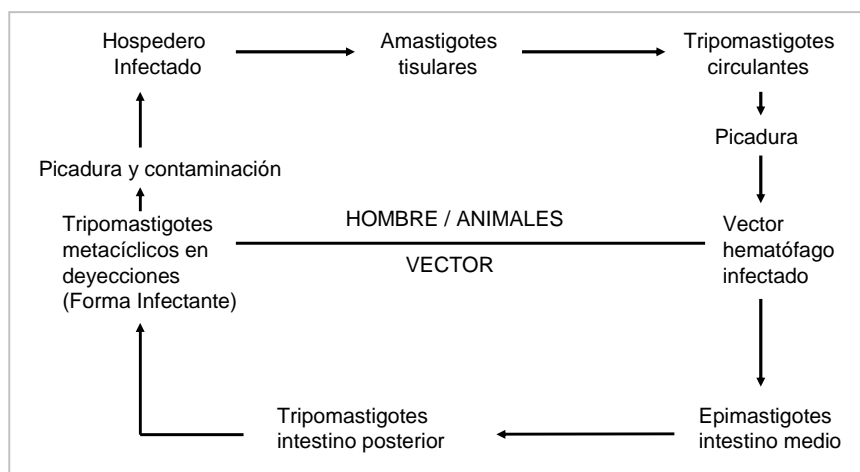 Hospedero
Infectado
Amastigotes
tisulares
Tripomastigotes
circulantes
Picadura
Picadura y contaminación
Tripomastigotes
metacíclicos en
deyecciones
(Forma Infectante)
HOMBRE / ANIMALES
VECTOR
Vector
hematófago
infectado
Tripomastigotes
intestino posterior
Epimastigotes
intestino medio